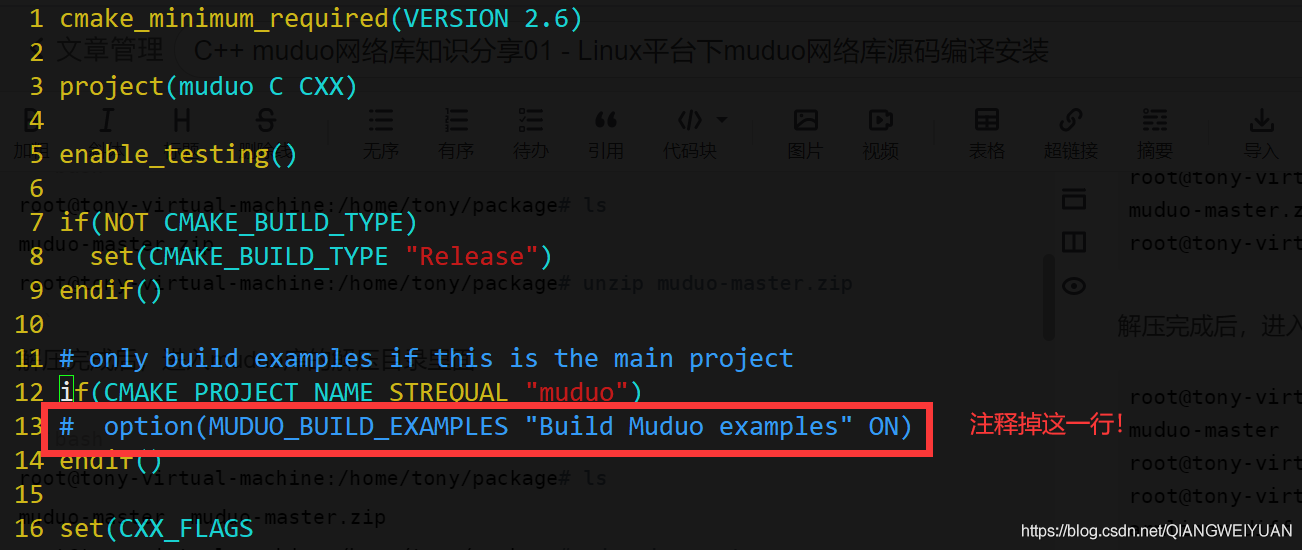 1 cmake_minimum_required(VERSION 2.6)
2
文章管理 C++ muduo网络库知识分享01 - Linux平台下muduo网络库源码编译安装
3 project(muduo C CXX)
4
B I H S
无序 有序 待办 引用 代码块 图片 视频 表格 超链接 摘要 导入
5 enable_testing()
6
root@tony-virtual-machine:/home/tony/package# ls
root@tony-virt
7 if(NOT CMAKE_BUILD_TYPE)
muduo-master.zip
muduo-master.z
8 set(CMAKE_BUILD_TYPE "Release")
root@tony-virt
9 endif()
root@tony-virtual-machine:/home/tony/package# unzip muduo-master.zip
10
解压完成后，进入
11 # only build examples if this is the main project
12 if(CMAKE_PROJECT_NAME STREQUAL "muduo")
root@tony-virt
13 # option(MUDUO_BUILD_EXAMPLES "Build Muduo examples" ON)
注释掉这一行！
muduo-master
14 endif()
root@tony-virt
root@tony-virtual-machine:/home/tony/package# ls
15
root@tony-virt
muduo-master muduo-master.zip
16 set(CXX_FLAGS
https://blog.csdn.net/QIANGWEIYUAN